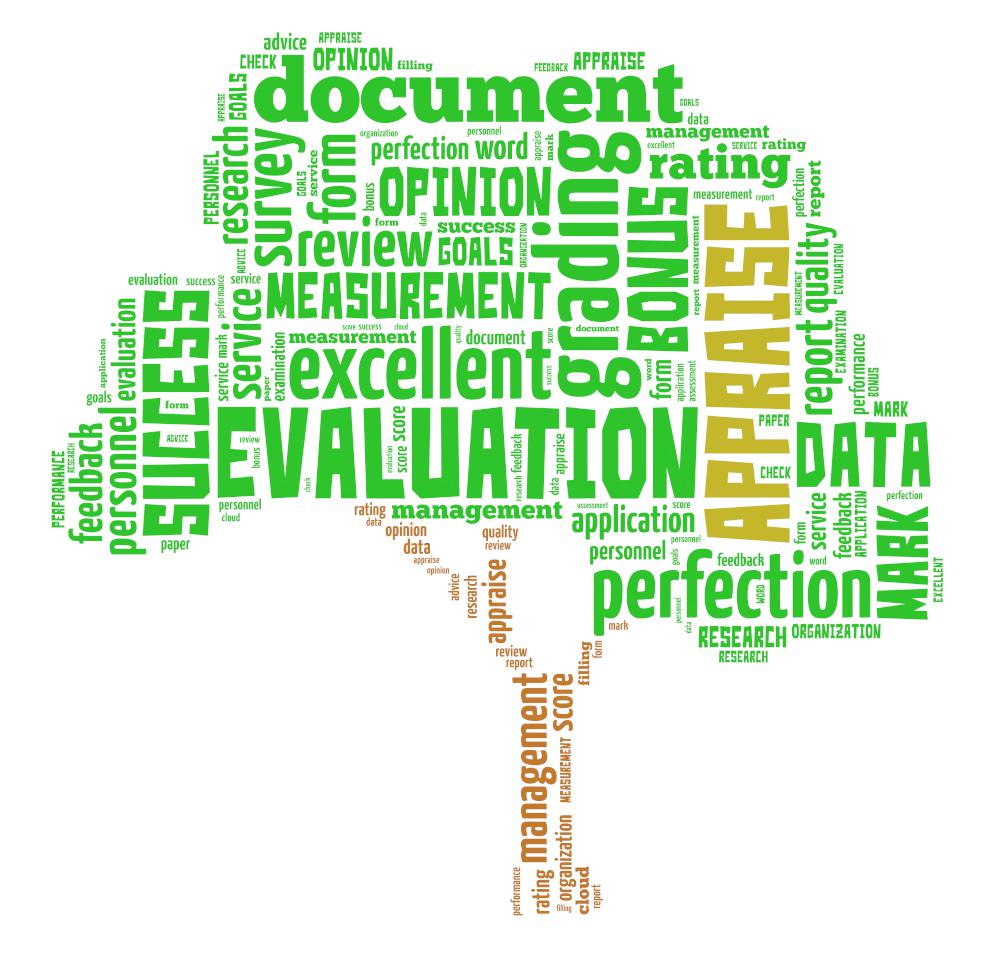 advice
APPRAISE
CHECK
OPINION
filling
FEEDBACK
APPRAISE
document
GOALS
APPRAISE
GOALS
data
management
organization
personnel
excellent
SERVICE
rating
perfection
word
appraise
mark
rating
research
survey
form
PERSONNEL
service
GOALS
bonus
OPINION
grading
BONUS
measurement
report
perfection
report
form
data
success
review
GOALS
ORGANIZATION
ADVICE
measurement
report
APPRAISE
quality
EVALUATION
MEASUREMENT
evaluation
success
service
performance
MEASUREMENT
SUCCESS
service
evaluation
application
goals
score
success
cloud
quality
document
score
document
measurement
examination
paper
service
mark
excellent
success
word
form
application
assessment
report
EXAMINATION
performance
BONUS
MARK
form
ADVICE
review
bonus
EVALUATION
score
score
evaluation
check
feedback
research
appraise
data
PAPER
CHECK
DATA
PERFORMANCE
RESEARCH
feedback
personnel
personnel
cloud
paper
rating
data
management
assessment
score
application
personnel
perfection
form
service
feedback
APPLICATION
MARK
EXCELLENT
opinion
data
quality
review
appraise
opinion
personnel
goals
feedback
word
advice
research
appraise
perfection
WORD
personnel
data
mark
RESEARCH
ORGANIZATION
RESEARCH
review
report
filling
form
management
score
MEASUREMENT
organization
performance
rating
filling
cloud
report